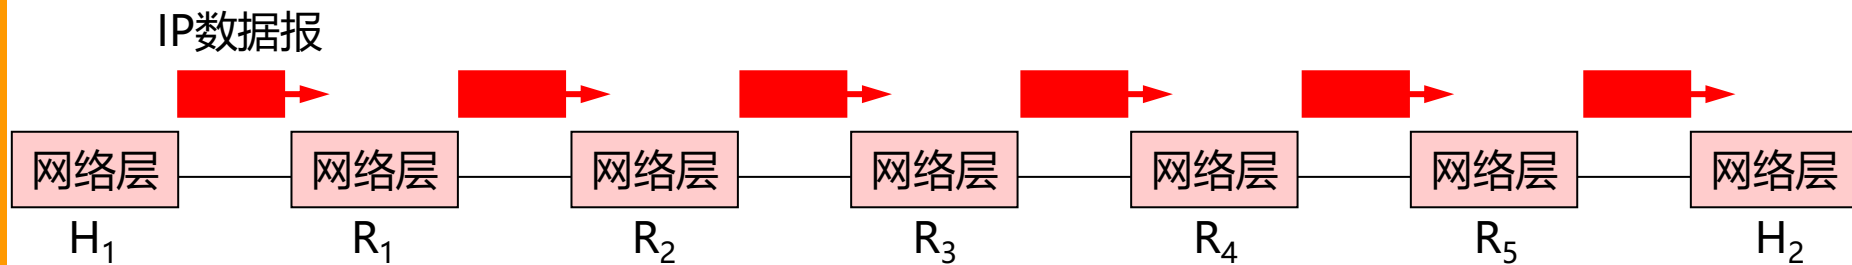 IP数据报
网络层 网络层 网络层 网络层 网络层 网络层 网络层
H₁ R₁ R₂ R₃ R₄ R₅ H₂